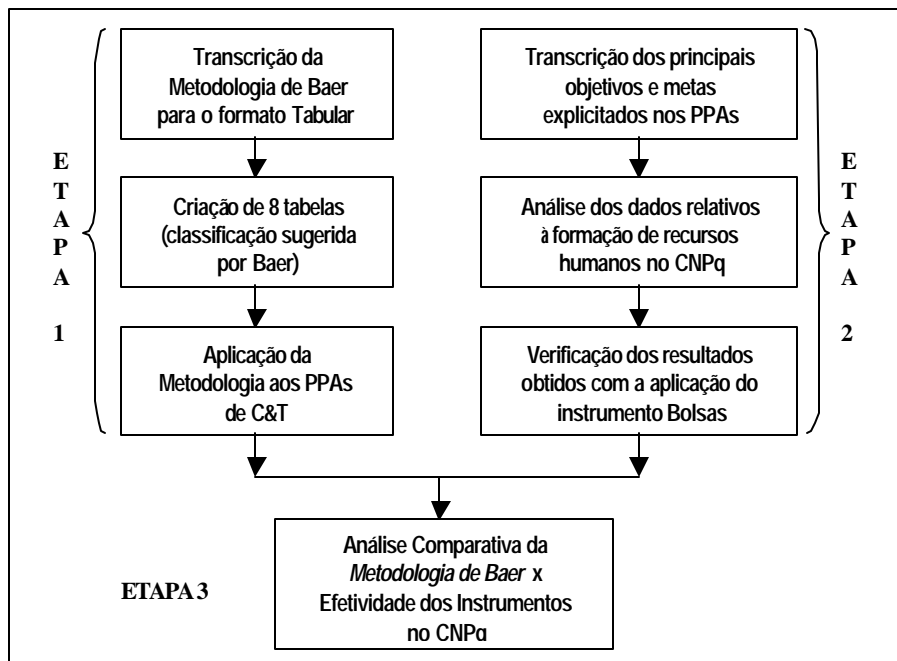 Transcrição da
Metodologia de Baer
para o formato Tabular
Transcrição dos principais
objetivos e metas
explicitados nos PPAs
E
T
A
P
A
1
Criação de 8 tabelas
(classificação sugerida
por Baer)
Análise dos dados relativos
à formação de recursos
humanos no CNPq
E
T
A
P
A
2
Aplicação da
Metodologia aos PPAs
de C&T
Verificação dos resultados
obtidos com a aplicação do
instrumento Bolsas
ETAPA 3
Análise Comparativa da
Metodologia de Baer x
Efetividade dos Instrumentos
no CNPq